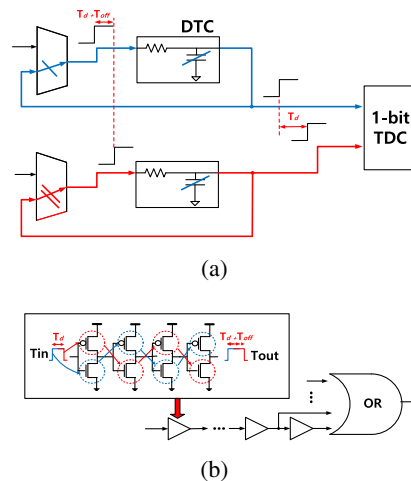 Td+Toff
DTC
Td
1-bit
TDC
(a)
Td
Td+Toff
Tin
Tout
OR
(b)